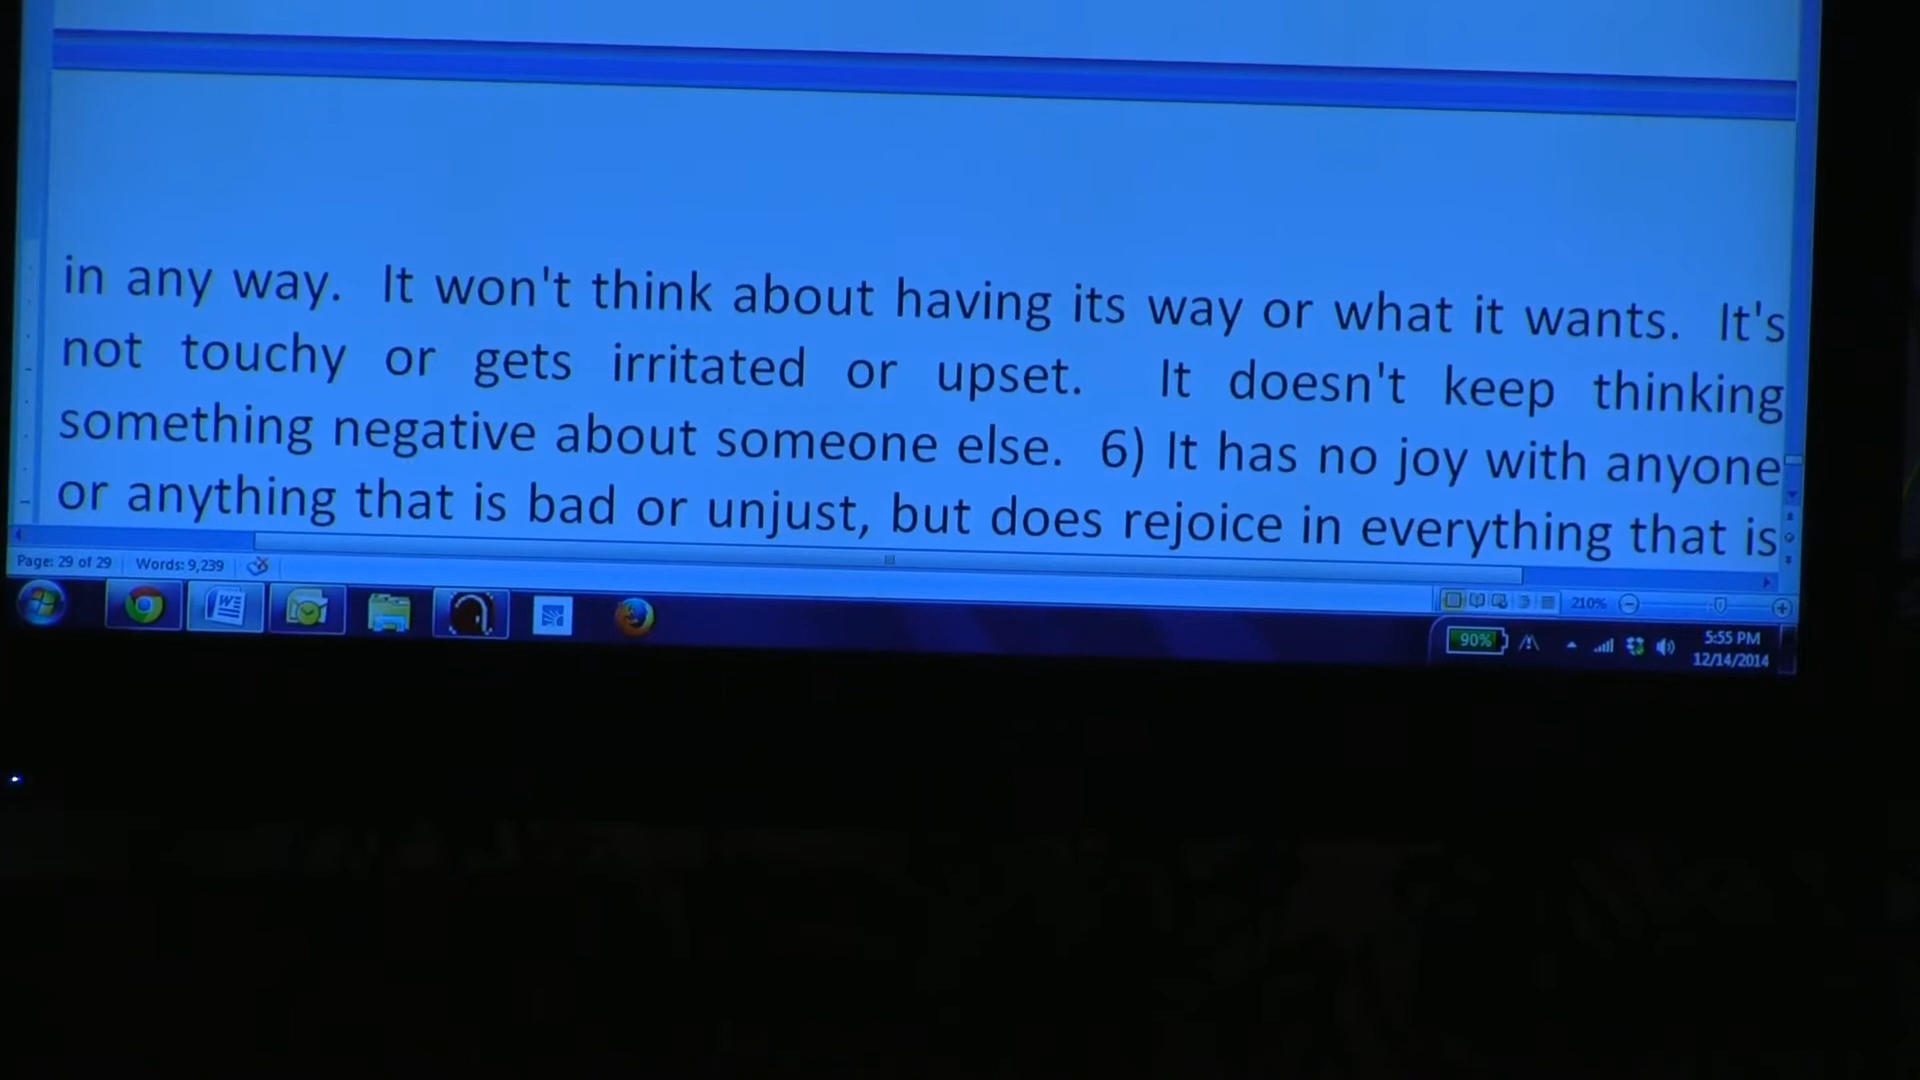 in any way.  It won't think about having its way or what it wants.  It's
not touchy or gets irritated or upset.  It doesn't keep thinking
something negative about someone else.  6) It has no joy with anyone
or anything that is bad or unjust, but does rejoice in everything that is
Page: 29 of 29 Words: 9,239
210%
90% 5:55 PM
12/14/2014